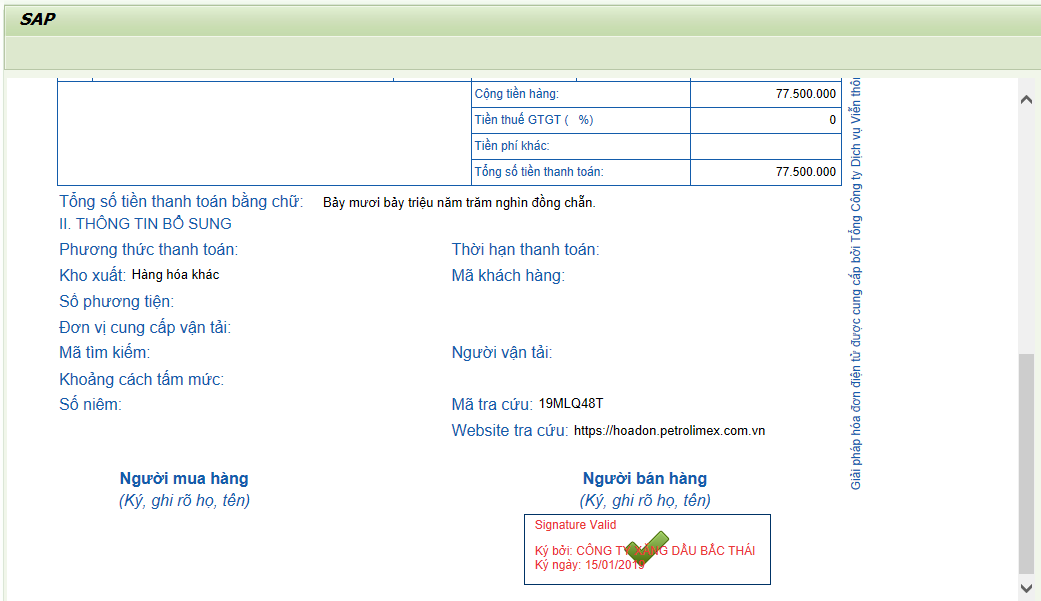 SAP
Cộng tiền hàng: 77.500.000
Tiền thuế GTGT ( %) 0
Tiền phí khác:
Tổng số tiền thanh toán: 77.500.000
Tổng số tiền thanh toán bằng chữ: Bảy mươi bảy triệu năm trăm nghìn đồng chẵn.
II. THÔNG TIN BỔ SUNG
Phương thức thanh toán: Thời hạn thanh toán:
Kho xuất: Hàng hóa khác Mã khách hàng:
Số phương tiện:
Đơn vị cung cấp vận tải:
Mã tìm kiếm: Người vận tải:
Khoảng cách tấm mức:
Số niêm: Mã tra cứu: 19MLQ48T
Website tra cứu: https://hoadon.petrolimex.com.vn
Người mua hàng Người bán hàng
(Ký, ghi rõ họ, tên) (Ký, ghi rõ họ, tên)
Signature Valid
Ký bởi: CÔNG TY XĂNG DẦU BẮC THÁI
Ký ngày: 15/01/2019
Giải pháp hóa đơn điện tử được cung cấp bởi Tổng Công ty Dịch vụ Viễn thôi